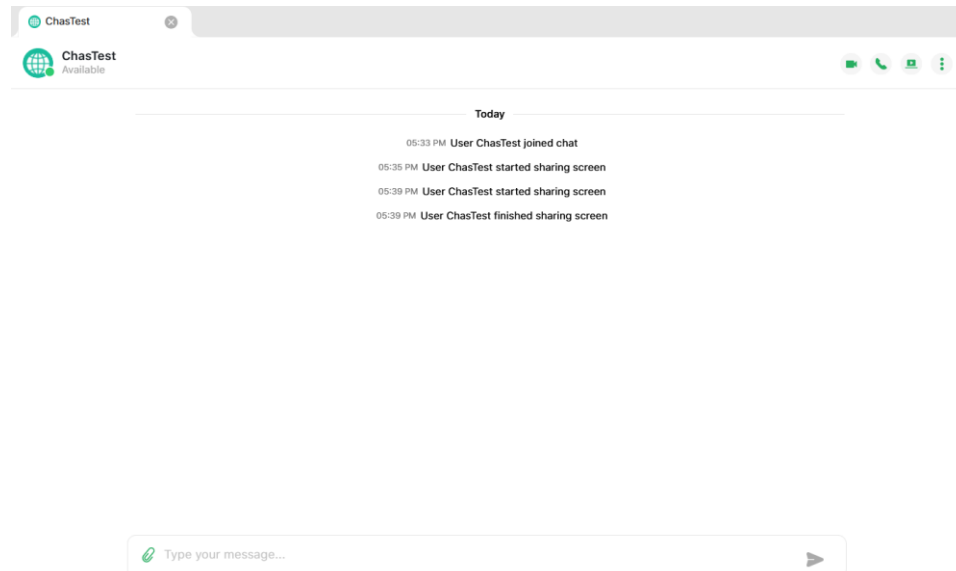 ChasTest
ChasTest
Available
Today
05:33 PM User ChasTest joined chat
05:35 PM User ChasTest started sharing screen
05:39 PM User ChasTest started sharing screen
05:39 PM User ChasTest finished sharing screen
Type your message...